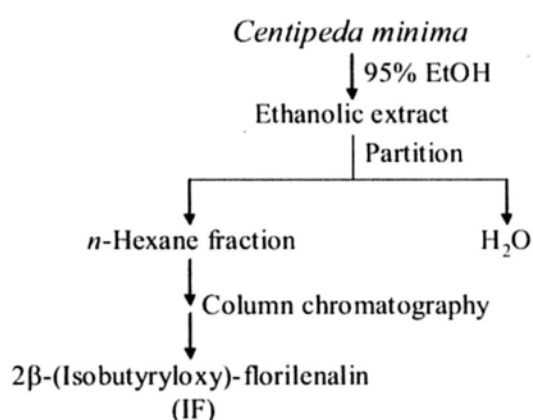 Centipeda minima
95% EtOH
Ethanolic extract
Partition
n-Hexane fraction
H₂O
Column chromatography
2β-(Isobutyryloxy)-florilenalin
(IF)